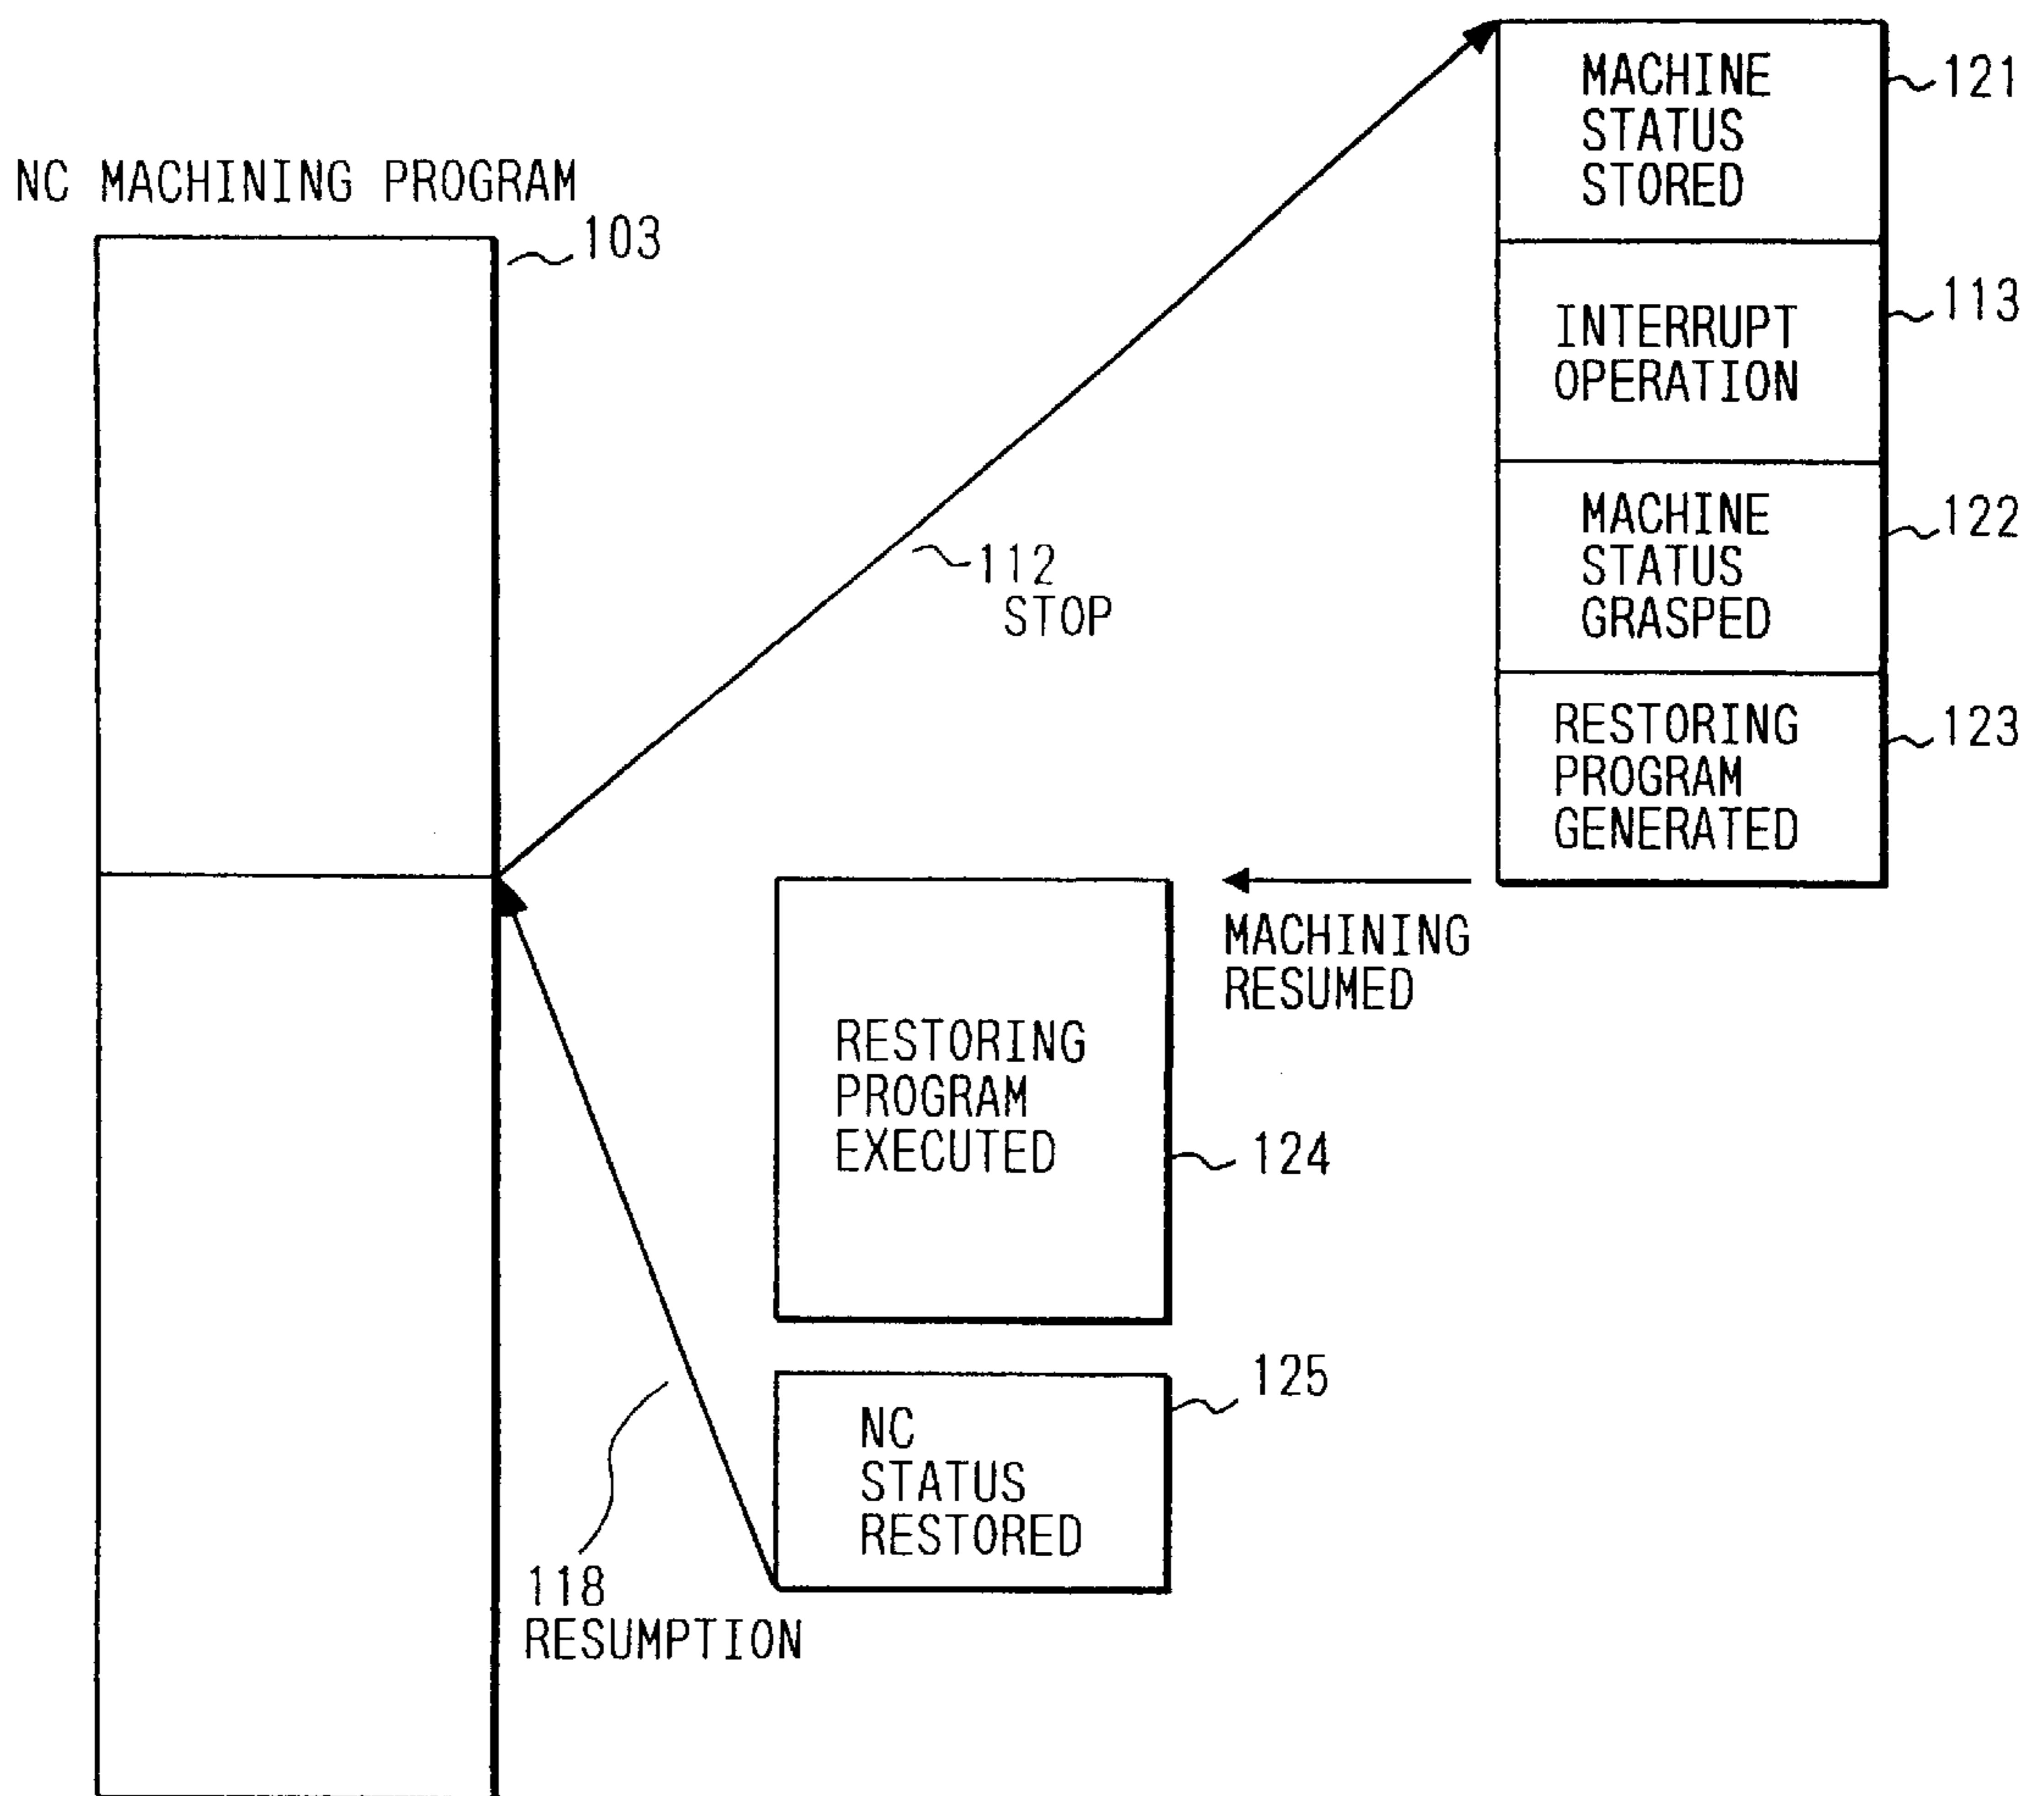 NC MACHINING PROGRAM
103
MACHINE
STATUS
STORED
121
INTERRUPT
OPERATION
113
MACHINE
STATUS
GRASPED
122
RESTORING
PROGRAM
GENERATED
123
112
STOP
MACHINING
RESUMED
RESTORING
PROGRAM
EXECUTED
124
NC
STATUS
RESTORED
125
118
RESUMPTION